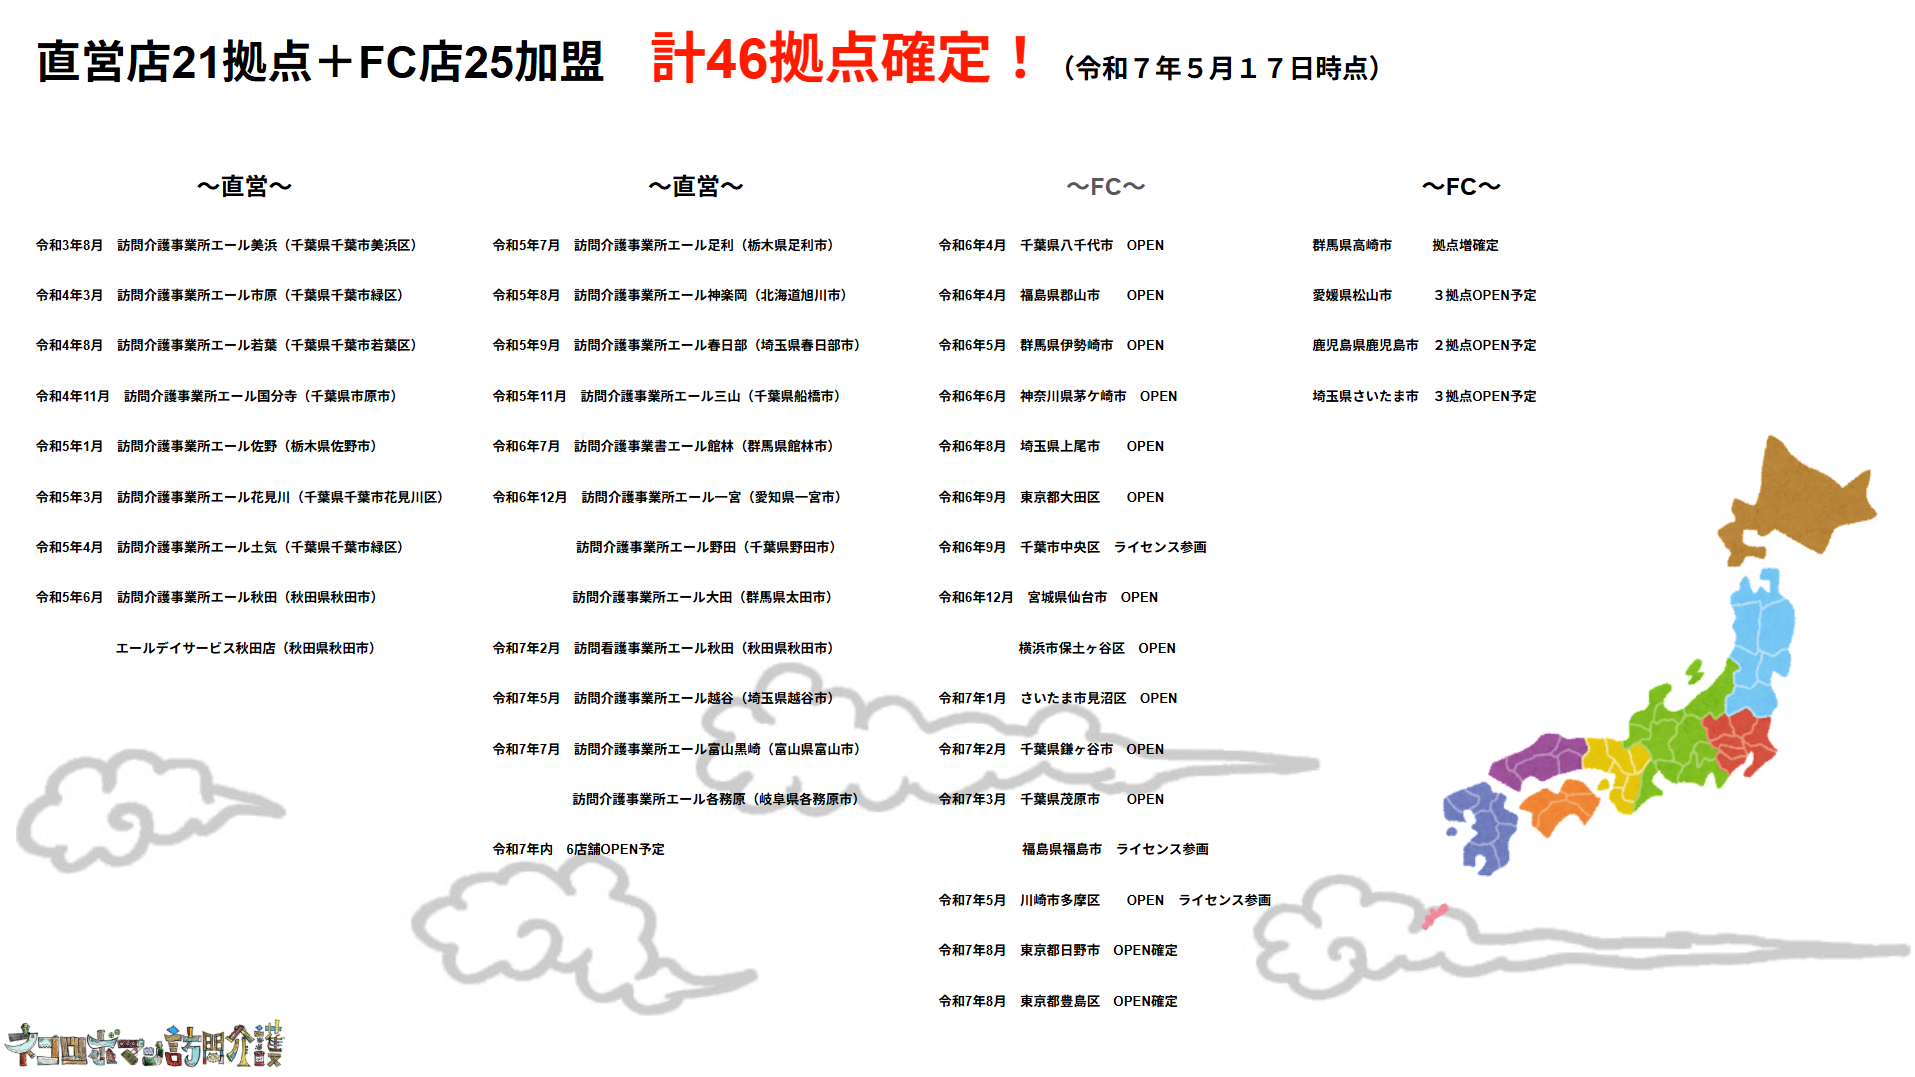 直営店21拠点＋FC店25加盟　計46拠点確定！（令和７年５月１７日時点）
～直営～
令和3年8月　訪問介護事業所エール美浜（千葉県千葉市美浜区）
令和4年3月　訪問介護事業所エール市原（千葉県千葉市緑区）
令和4年8月　訪問介護事業所エール若葉（千葉県千葉市若葉区）
令和4年11月　訪問介護事業所エール国分寺（千葉県市原市）
令和5年1月　訪問介護事業所エール佐野（栃木県佐野市）
令和5年3月　訪問介護事業所エール花見川（千葉県千葉市花見川区）
令和5年4月　訪問介護事業所エール土気（千葉県千葉市緑区）
令和5年6月　訪問介護事業所エール秋田（秋田県秋田市）
エールデイサービス秋田店（秋田県秋田市）
～直営～
令和5年7月　訪問介護事業所エール足利（栃木県足利市）
令和5年8月　訪問介護事業所エール神楽岡（北海道旭川市）
令和5年9月　訪問介護事業所エール春日部（埼玉県春日部市）
令和5年11月　訪問介護事業所エール三山（千葉県船橋市）
令和6年7月　訪問介護事業書エール館林（群馬県館林市）
令和6年12月　訪問介護事業所エール一宮（愛知県一宮市）
訪問介護事業所エール野田（千葉県野田市）
訪問介護事業所エール大田（群馬県太田市）
令和7年2月　訪問看護事業所エール秋田（秋田県秋田市）
令和7年5月　訪問介護事業所エール越谷（埼玉県越谷市）
令和7年7月　訪問介護事業所エール富山黒崎（富山県富山市）
訪問介護事業所エール各務原（岐阜県各務原市）
令和7年内　6店舗OPEN予定
～FC～
令和6年4月　千葉県八千代市　OPEN
令和6年4月　福島県郡山市　　OPEN
令和6年5月　群馬県伊勢崎市　OPEN
令和6年6月　神奈川県茅ケ崎市　OPEN
令和6年8月　埼玉県上尾市　　OPEN
令和6年9月　東京都大田区　　OPEN
令和6年9月　千葉市中央区　ライセンス参画
令和6年12月　宮城県仙台市　OPEN
横浜市保土ヶ谷区　OPEN
令和7年1月　さいたま市見沼区　OPEN
令和7年2月　千葉県鎌ヶ谷市　OPEN
令和7年3月　千葉県茂原市　　OPEN
福島県福島市　ライセンス参画
令和7年5月　川崎市多摩区　　OPEN　ライセンス参画
令和7年8月　東京都日野市　OPEN確定
令和7年8月　東京都豊島区　OPEN確定
～FC～
群馬県高崎市　　　拠点増確定
愛媛県松山市　　　３拠点OPEN予定
鹿児島県鹿児島市　２拠点OPEN予定
埼玉県さいたま市　３拠点OPEN予定
ネコロボマン訪問介護